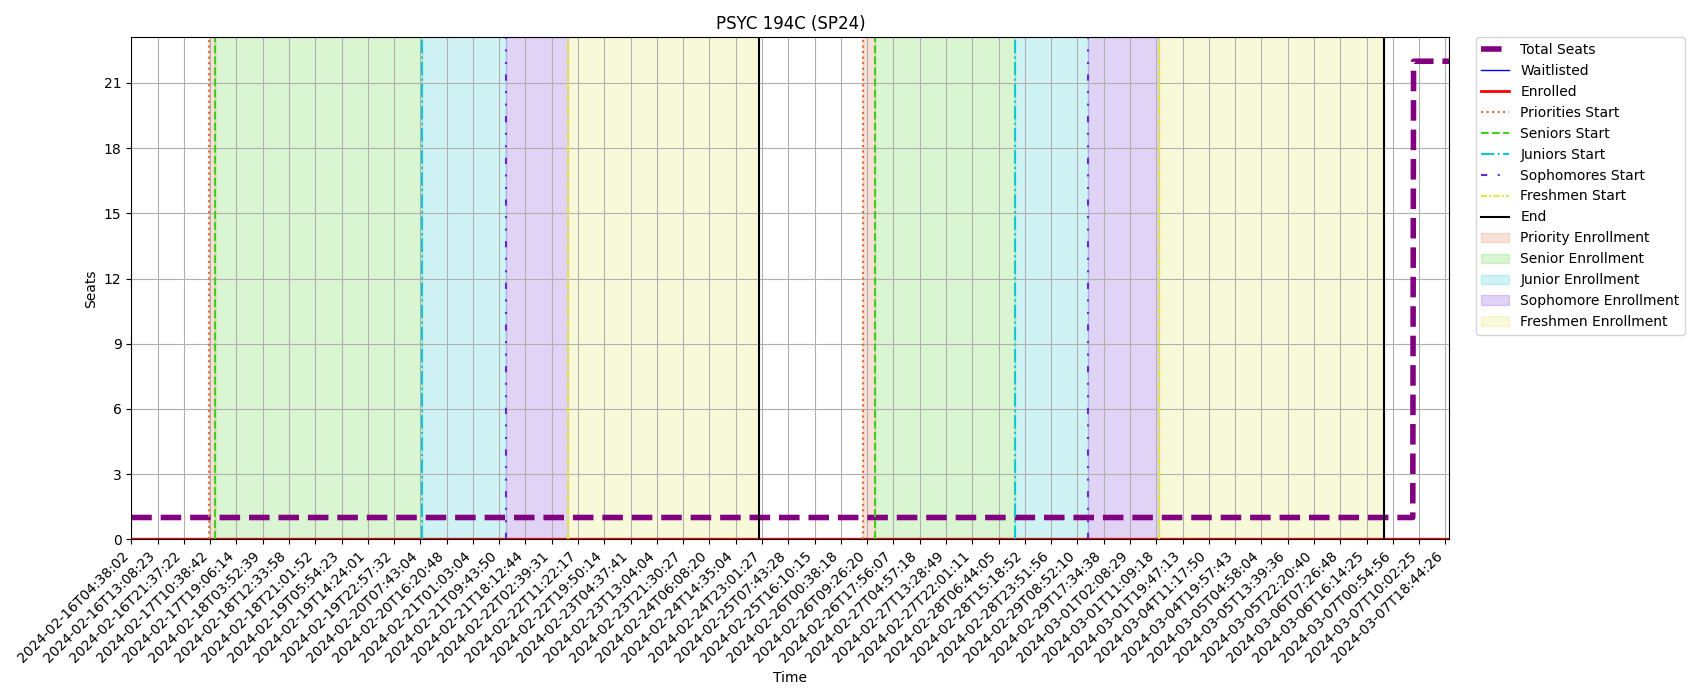 PSYC 194C (SP24)
Seats
21
18
15
12
9
6
3
0
2024-02-16T04:38:02
2024-02-16T13:08:23
2024-02-16T21:37:22
2024-02-17T10:38:42
2024-02-17T19:06:14
2024-02-18T03:52:39
2024-02-18T12:33:58
2024-02-18T21:01:52
2024-02-19T05:54:23
2024-02-19T14:24:01
2024-02-19T22:57:32
2024-02-20T07:43:04
2024-02-20T16:20:48
2024-02-21T01:03:04
2024-02-21T09:43:50
2024-02-21T18:12:44
2024-02-22T02:39:31
2024-02-22T11:22:17
2024-02-22T19:50:14
2024-02-23T04:37:41
2024-02-23T13:04:04
2024-02-23T21:30:27
2024-02-24T06:08:20
2024-02-24T14:35:04
2024-02-24T23:01:27
2024-02-25T07:43:28
2024-02-25T16:10:15
2024-02-26T00:38:18
2024-02-26T09:26:20
2024-02-26T17:56:07
2024-02-27T04:57:18
2024-02-27T13:28:49
2024-02-27T22:01:11
2024-02-28T06:44:05
2024-02-28T15:18:52
2024-02-28T23:51:56
2024-02-29T08:52:10
2024-02-29T17:34:38
2024-03-01T02:08:29
2024-03-01T11:09:18
2024-03-01T19:47:13
2024-03-04T11:17:50
2024-03-04T19:57:43
2024-03-05T04:58:04
2024-03-05T13:39:36
2024-03-05T22:20:40
2024-03-06T07:26:48
2024-03-06T16:14:25
2024-03-07T00:54:56
2024-03-07T10:02:25
2024-03-07T18:44:26
Time
Total Seats
Waitlisted
Enrolled
Priorities Start
Seniors Start
Juniors Start
Sophomores Start
Freshmen Start
End
Priority Enrollment
Senior Enrollment
Junior Enrollment
Sophomore Enrollment
Freshmen Enrollment